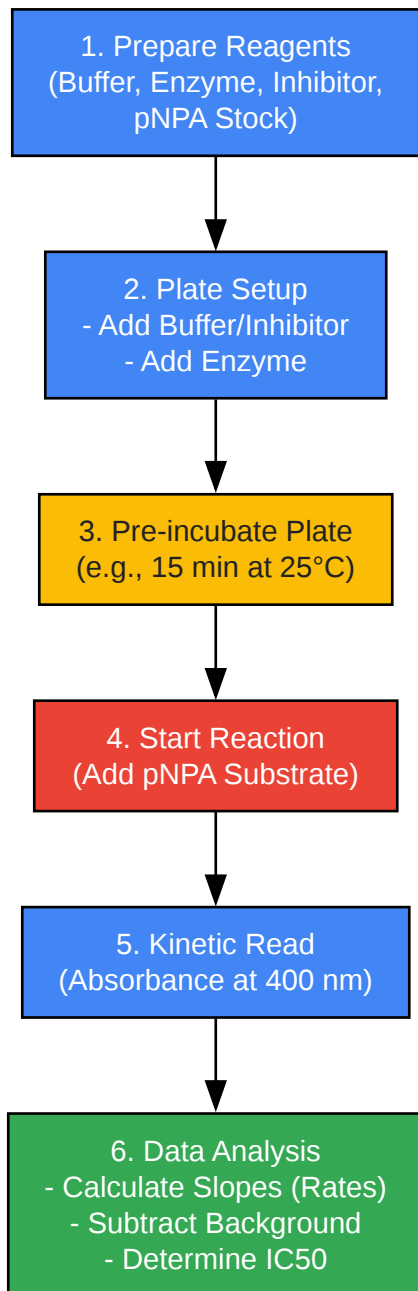 1. Prepare Reagents
(Buffer, Enzyme, Inhibitor,
pNPA Stock)
2. Plate Setup
- Add Buffer/Inhibitor
- Add Enzyme
3. Pre-incubate Plate
(e.g., 15 min at 25°C)
4. Start Reaction
(Add pNPA Substrate)
5. Kinetic Read
(Absorbance at 400 nm)
6. Data Analysis
- Calculate Slopes (Rates)
- Subtract Background
- Determine IC50